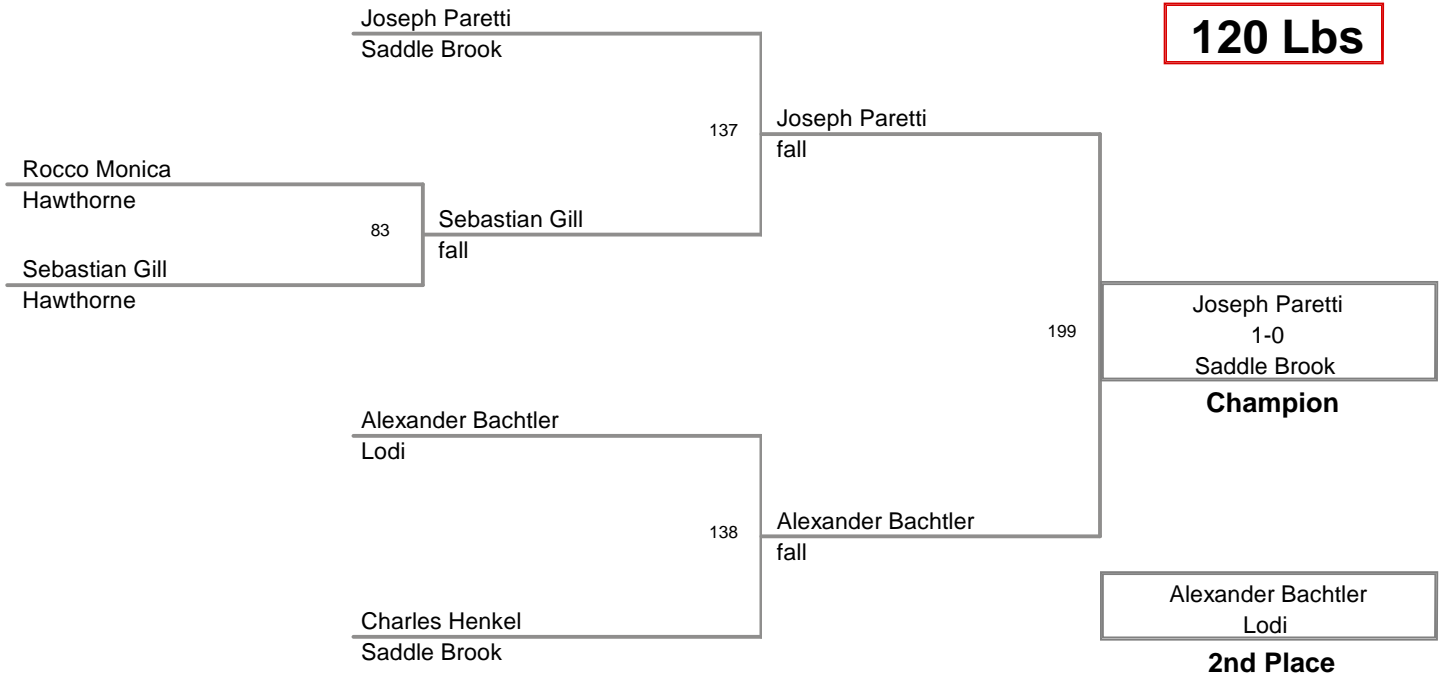 Joseph Paretti
Saddle Brook
120 Lbs
137
Joseph Paretti
fall
Rocco Monica
Hawthorne
83
Sebastian Gill
fall
Sebastian Gill
Hawthorne
199
Joseph Paretti
1-0
Saddle Brook
Champion
Alexander Bachtler
Lodi
138
Alexander Bachtler
fall
Charles Henkel
Saddle Brook
Alexander Bachtler
Lodi
2nd Place